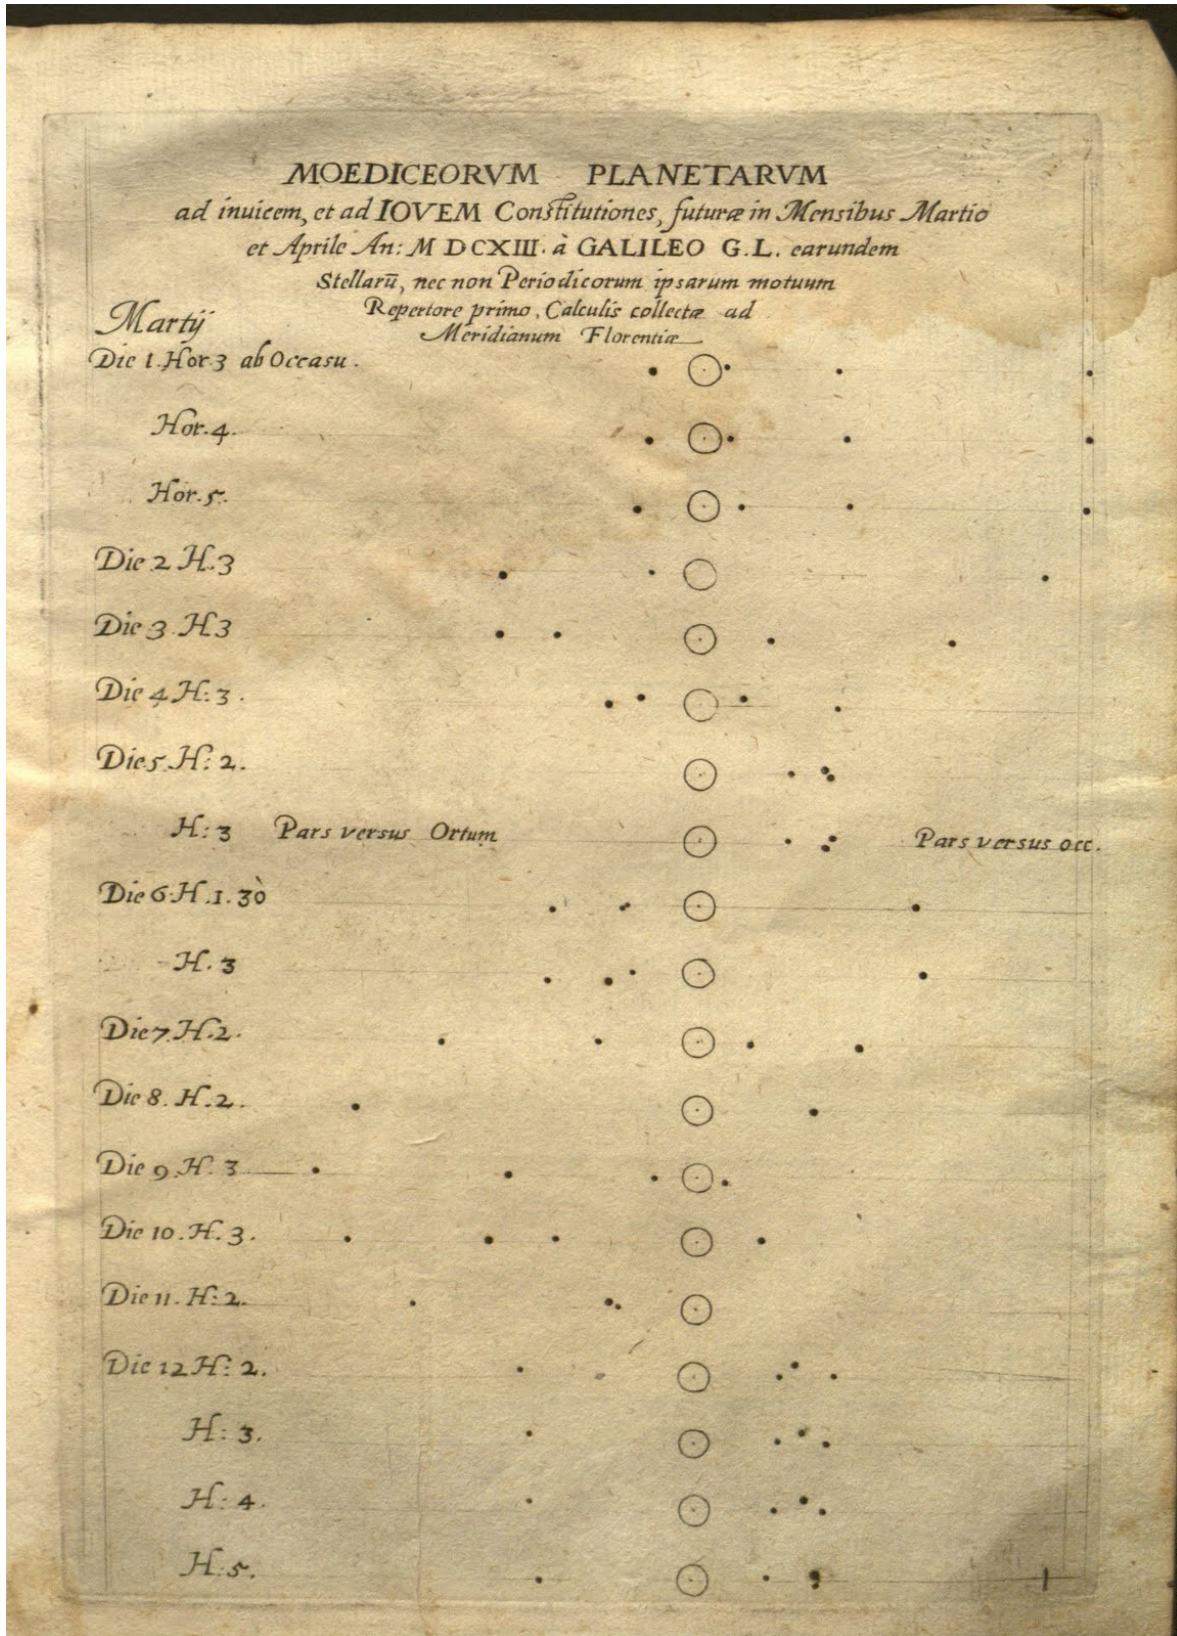 MOEDICEORVM PLANETARVM
ad inuicem, et ad IOVEM Constitutiones, futuræ in Mensibus Martio
et Aprile An: M DCXIII. à GALILEO G.L. earundem
Stellarū, nec non Periodicorum ipsarum motuum
Repertore primo, Calculis collectæ ad
Meridianum Florentiæ
Martij
Die 1. Hor. 3 ab Occasu.
Hor. 4.
Hor. 5.
Die 2 H. 3
Die 3 H. 3
Die 4 H: 3.
Die 5. H: 2.
H: 3 Pars versus Ortum Pars versus occ.
Die 6. H. 1. 30
H. 3
Die 7. H. 2.
Die 8. H. 2.
Die 9. H. 3
Die 10. H. 3.
Die 11. H: 2.
Die 12 H: 2.
H: 3.
H: 4.
H: 5.